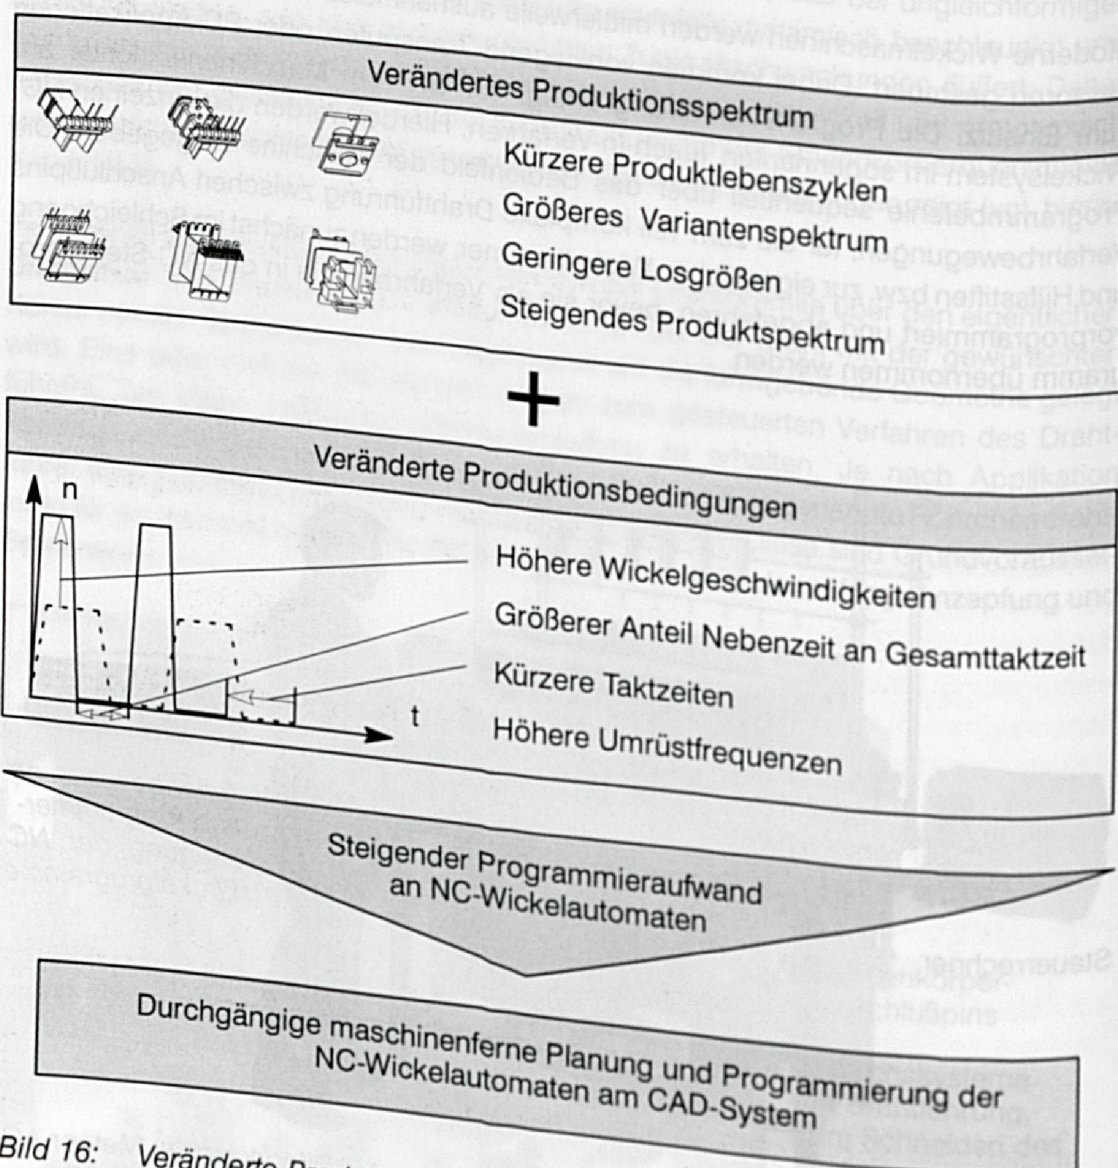 Verändertes Produktionsspektrum
Kürzere Produktlebenszyklen
Größeres Variantenspektrum
Geringere Losgrößen
Steigendes Produktspektrum
+
Veränderte Produktionsbedingungen
n
Höhere Wickelgeschwindigkeiten
Größerer Anteil Nebenzeit an Gesamttaktzeit
Kürzere Taktzeiten
t
Höhere Umrüstfrequenzen
Steigender Programmieraufwand
an NC-Wickelautomaten
Durchgängige maschinenferne Planung und Programmierung der
NC-Wickelautomaten am CAD-System
Bild 16: Veränderte